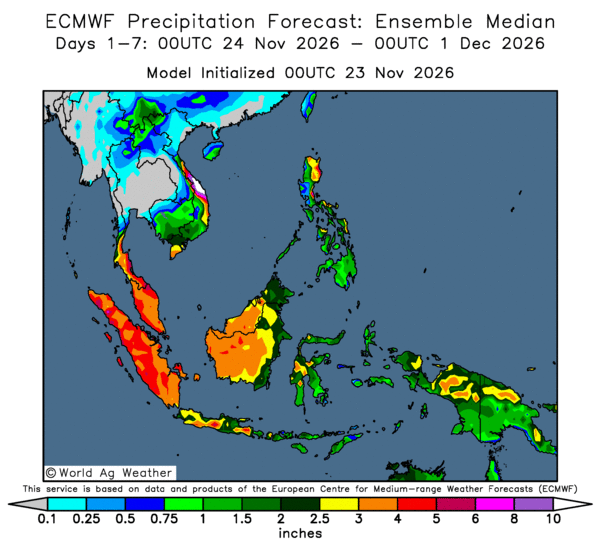 ECMWF Precipitation Forecast: Ensemble Median
Days 1-7: 00UTC 24 Nov 2026 - 00UTC 1 Dec 2026
Model Initialized 00UTC 23 Nov 2026
© World Ag Weather
This service is based on data and products of the European Centre for Medium-range Weather Forecasts (ECMWF)
0.1 0.25 0.5 0.75 1 1.5 2 2.5 3 4 5 6 8 10
inches